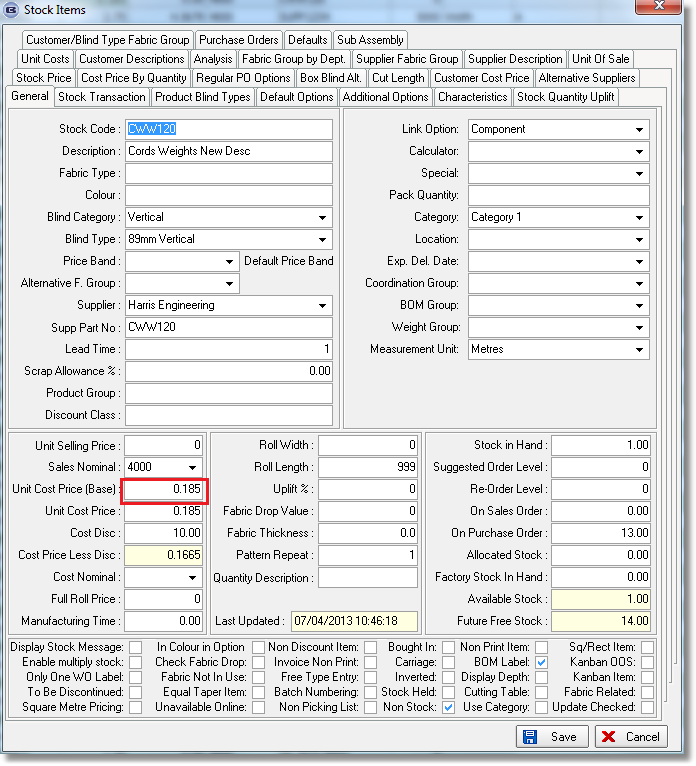 Stock Items
Customer/Blind Type Fabric Group Purchase Orders Defaults Sub Assembly
Unit Costs Customer Descriptions Analysis Fabric Group by Dept. Supplier Fabric Group Supplier Description Unit Of Sale
Stock Price Cost Price By Quantity Regular PO Options Box Blind Alt. Cut Length Customer Cost Price Alternative Suppliers
General Stock Transaction Product Blind Types Default Options Additional Options Characteristics Stock Quantity Uplift
Stock Code : CWW120
Description : Cords Weights New Desc
Fabric Type :
Colour :
Blind Category : Vertical
Blind Type : 89mm Vertical
Price Band : Default Price Band
Alternative F. Group :
Supplier : Harris Engineering
Supp Part No : CWW120
Lead Time : 1
Scrap Allowance % : 0.00
Product Group :
Discount Class :
Link Option: Component
Calculator:
Special:
Pack Quantity:
Category: Category 1
Location:
Exp. Del. Date:
Coordination Group:
BOM Group:
Weight Group:
Measurement Unit: Metres
Unit Selling Price : 0
Sales Nominal : 4000
Unit Cost Price (Base) : 0.185
Unit Cost Price : 0.185
Cost Disc : 10.00
Cost Price Less Disc : 0.1665
Cost Nominal :
Full Roll Price : 0
Manufacturing Time : 0.00
Roll Width : 0
Roll Length : 999
Uplift % : 0
Fabric Drop Value : 0
Fabric Thickness : 0.0
Pattern Repeat : 1
Quantity Description :
Last Updated : 07/04/2013 10:46:18
Stock in Hand : 1.00
Suggested Order Level : 0
Re-Order Level : 0
On Sales Order : 0.00
On Purchase Order : 13.00
Allocated Stock : 0.00
Factory Stock In Hand : 0.00
Available Stock : 1.00
Future Free Stock : 14.00
Display Stock Message: In Colour in Option Non Discount Item: Bought In: Non Print Item: Sq/Rect Item:
Enable multiply stock: Check Fabric Drop: Invoice Non Print: Carriage: BOM Label: Kanban OOS:
Only One WO Label: Fabric Not In Use: Free Type Entry: Inverted: Display Depth: Kanban Item:
To Be Discontinued: Equal Taper Item: Batch Numbering: Stock Held: Cutting Table: Fabric Related:
Square Metre Pricing: Unavailable Online: Non Picking List: Non Stock: Use Category: Update Checked:
Save Cancel